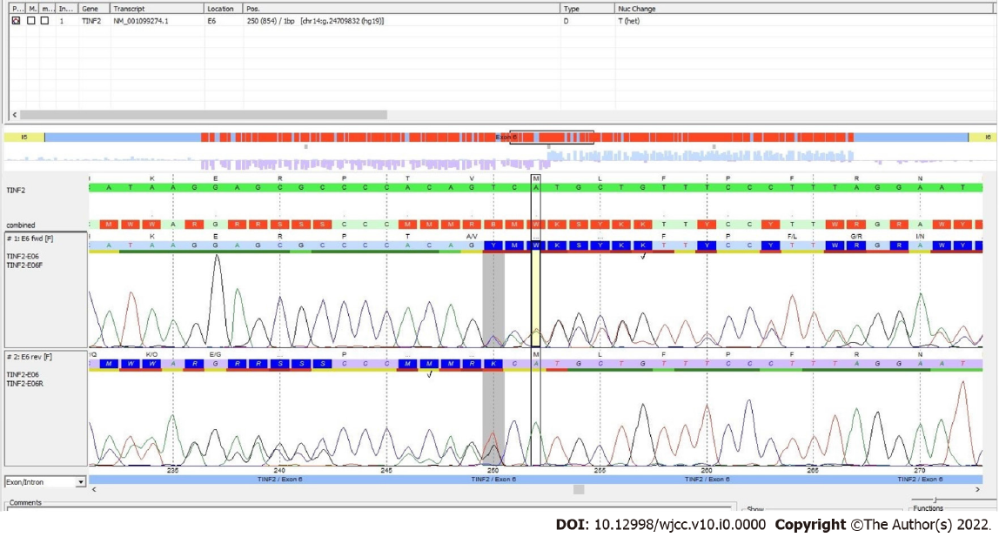 P... M. m... In... Gene Transcript Location Pos. Type Nuc Change
1 TINF2 NM_001099274.1 E6 250 (854) / 1bp [chr14:g.24709832 (hg19)] D T (het)
I6 Exon 6 I6
K E R P T V M L F P F R N
TINF2 A T A A G G A G C G C C C C A C A G T C A T G C T G T T T C C C T T T A G G A A T
combined M W W A R G R R S S S C C C M M M R B M W K S Y K K T T Y C C Y T T W R G R A W Y
# 1: E6 fwd [F] K E R P T A/V ... ... F P F/L G/R I/N
A T A A G G A G C G C C C C A C A G Y M W K S Y K K T T Y C C Y T T W R G R A W Y
TINF2-E06
TINF2-E06F
# 2: E6 rev [F] K/Q E/G ... P ... ... M L F P F R N
M W W A R G R R S S S C C C M M M R K C A T G C T G T T T C C C T T T A G G A A T
TINF2-E06
TINF2-E06R
235 240 245 250 255 260 265 270
Exon/Intron TINF2 / Exon 6 TINF2 / Exon 6 TINF2 / Exon 6 TINF2 / Exon 6
Comments Show Functions
DOI: 10.12998/wjcc.v10.i0.0000 Copyright ©The Author(s) 2022.